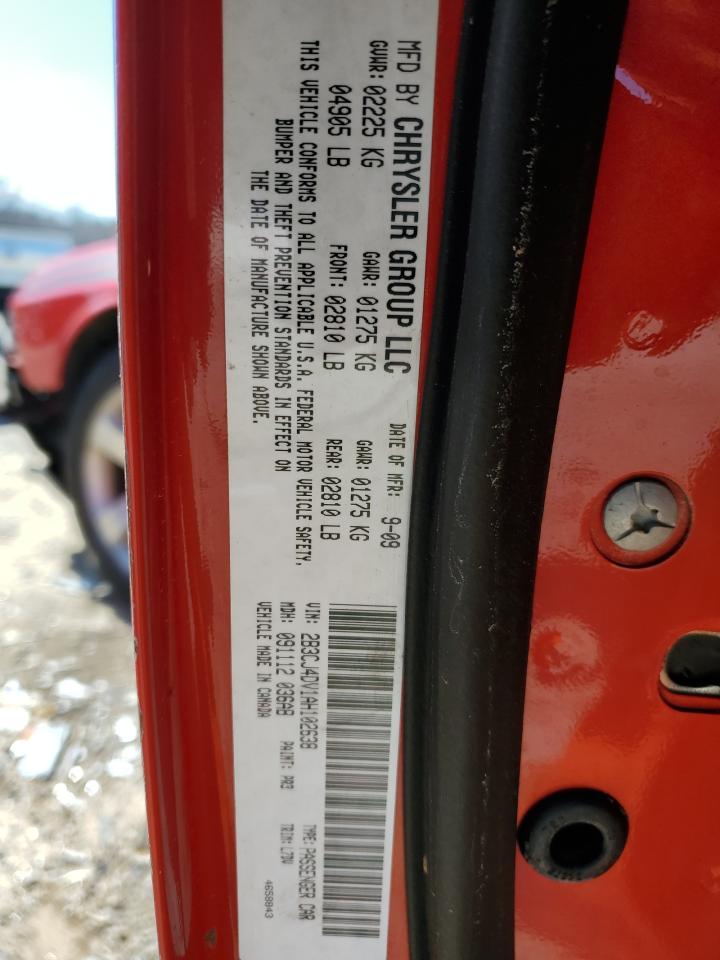 MFD BY CHRYSLER GROUP LLC
DATE OF MFR: 9-09
GVWR: 02225 KG
GAWR: 01275 KG
GAWR: 01275 KG
04905 LB
FRONT: 02810 LB
REAR: 02810 LB
THIS VEHICLE CONFORMS TO ALL APPLICABLE U.S.A. FEDERAL MOTOR VEHICLE SAFETY,
BUMPER AND THEFT PREVENTION STANDARDS IN EFFECT ON
THE DATE OF MANUFACTURE SHOWN ABOVE.
VIN: 2B3CJ4DV1AH102638
TYPE: PASSENGER CAR
MDH: 091112 036AB
PAINT: PR3
TRIM: L7DV
VEHICLE MADE IN CANADA
4658843